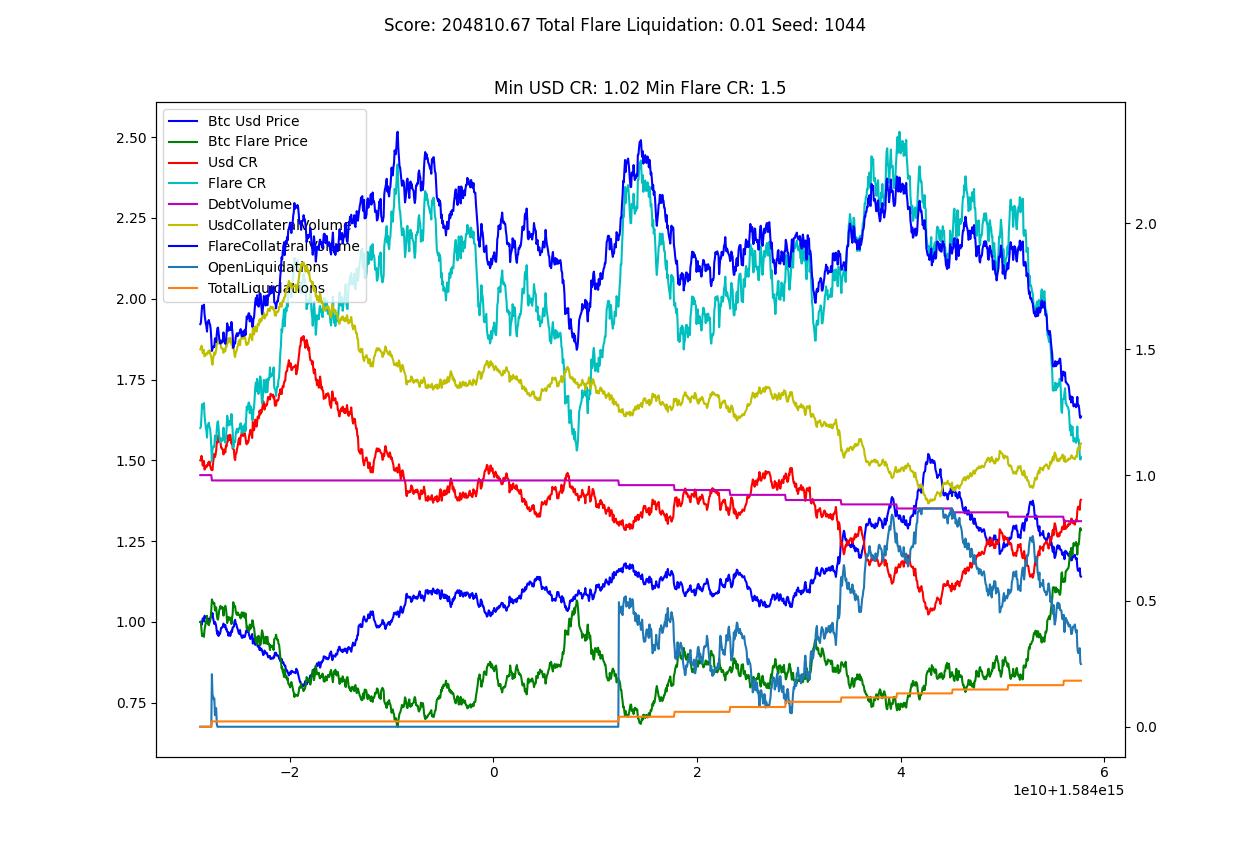 Score: 204810.67 Total Flare Liquidation: 0.01 Seed: 1044
Min USD CR: 1.02 Min Flare CR: 1.5
Btc Usd Price
Btc Flare Price
Usd CR
Flare CR
DebtVolume
UsdCollateralVolume
FlareCollateralVolume
OpenLiquidations
TotalLiquidations
2.50
2.25
2.00
1.75
1.50
1.25
1.00
0.75
2.0
1.5
1.0
0.5
0.0
−2
0
2
4
6
1e10+1.584e15